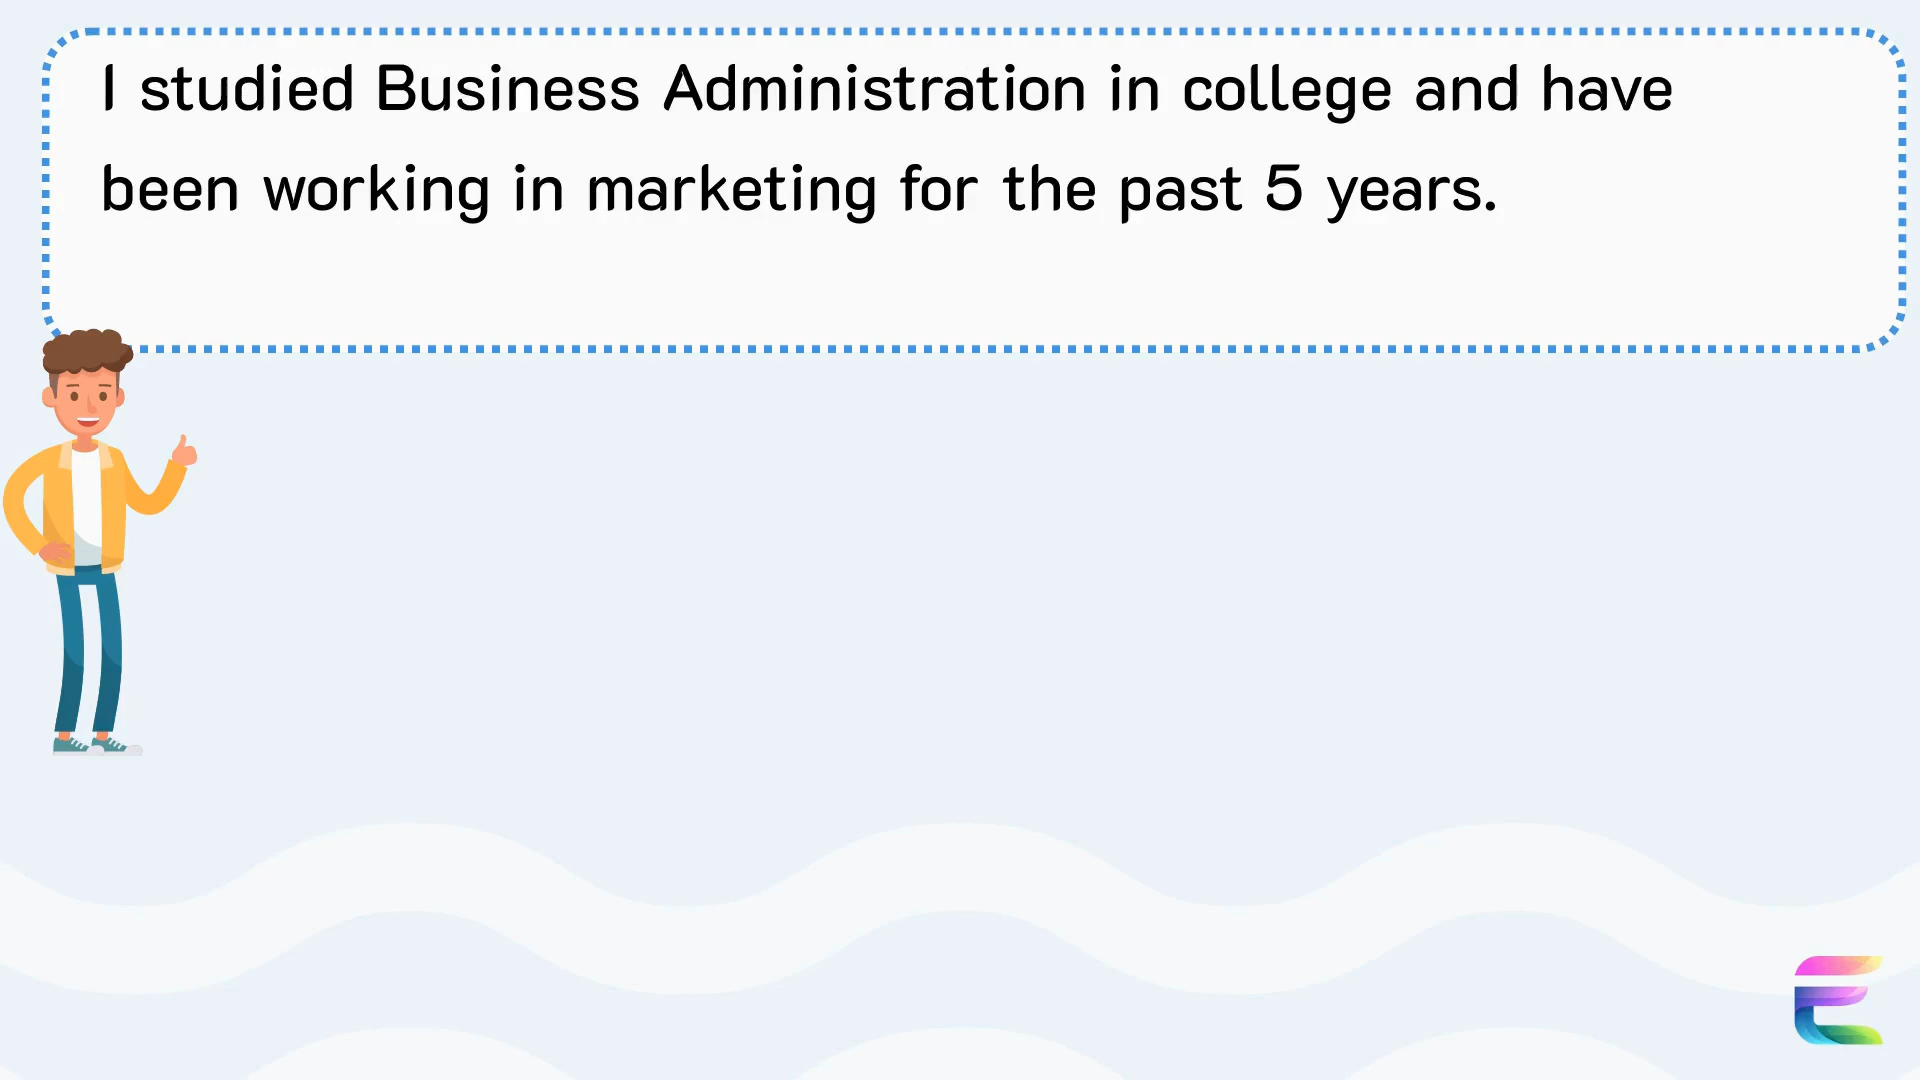 I studied Business Administration in college and have
been working in marketing for the past 5 years.